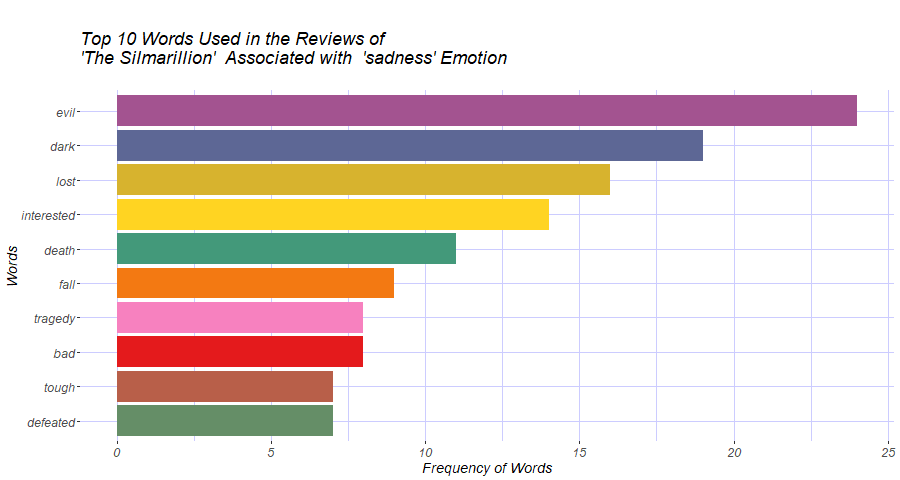 Top 10 Words Used in the Reviews of
'The Silmarillion'  Associated with  'sadness' Emotion
Words
evil
dark
lost
interested
death
fall
tragedy
bad
tough
defeated
0 5 10 15 20 25
Frequency of Words